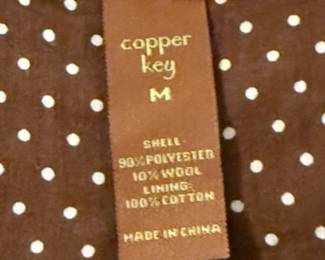 copper
key
M
SHELL:
90% POLYESTER
10% WOOL
LINING:
100% COTTON
MADE IN CHINA